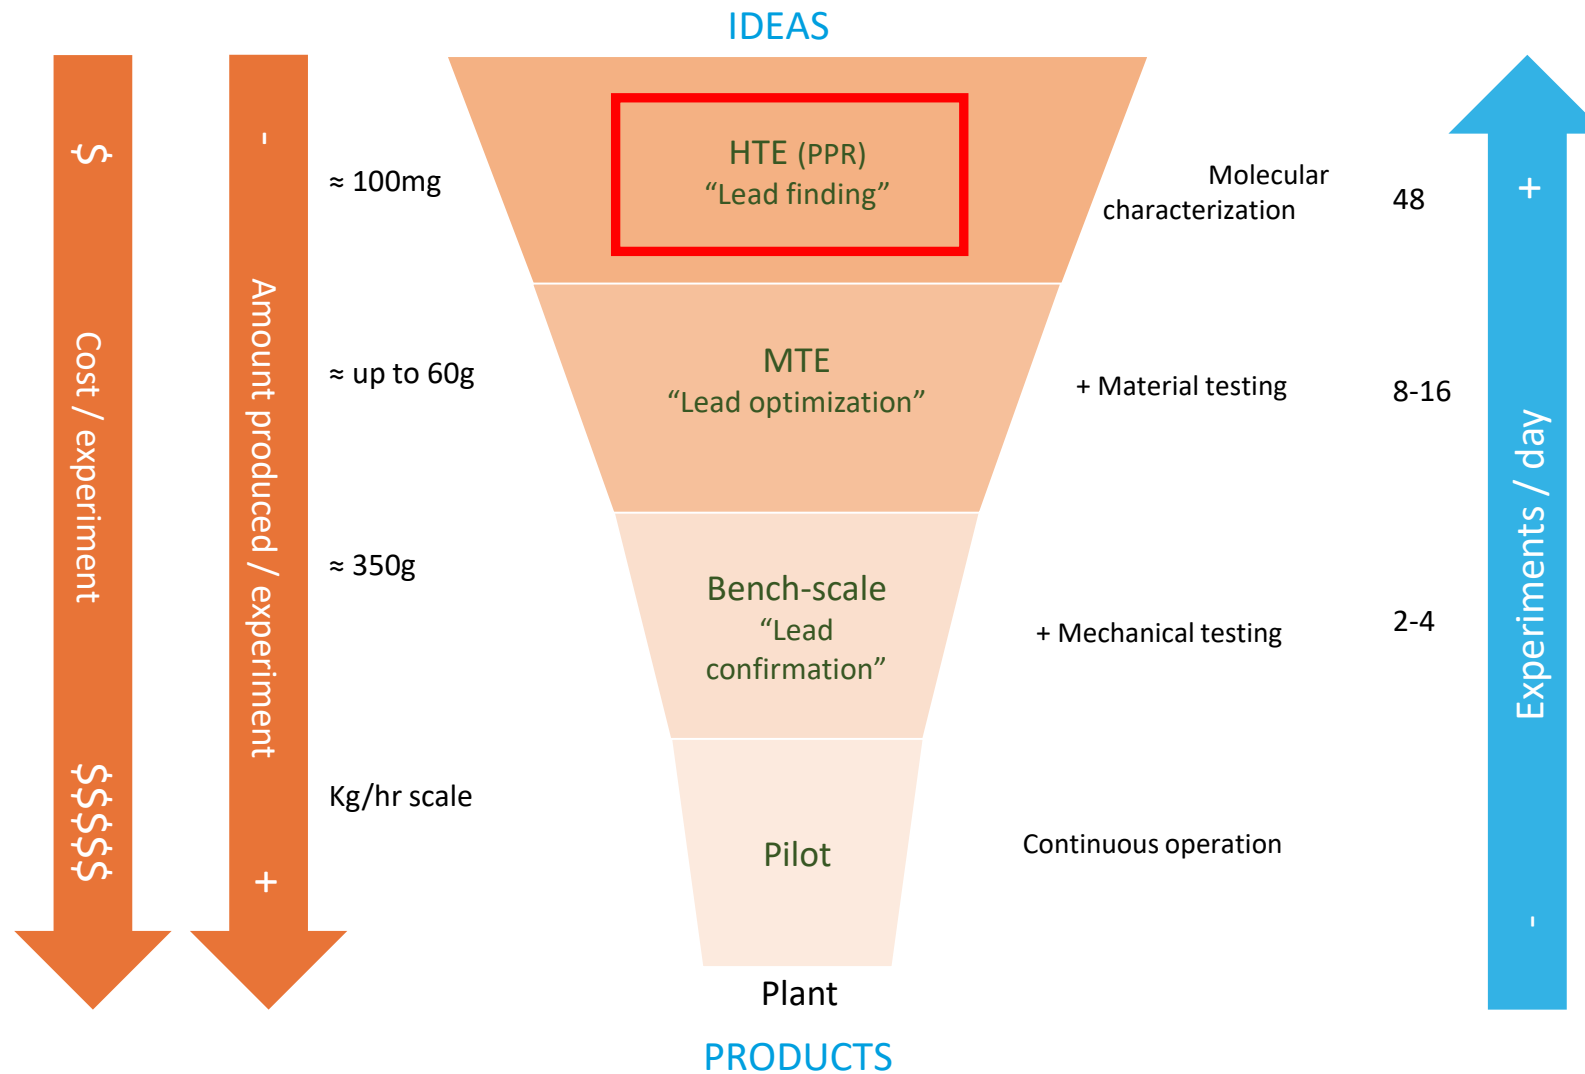 IDEAS
$
Cost / experiment
$$$$$
-
Amount produced / experiment
+
≈ 100mg
HTE (PPR)
“Lead finding”
Molecular
characterization
48
≈ up to 60g
MTE
“Lead optimization”
+ Material testing
8-16
≈ 350g
Bench-scale
“Lead
confirmation”
+ Mechanical testing
2-4
Kg/hr scale
Pilot
Continuous operation
+
Experiments / day
-
Plant
PRODUCTS